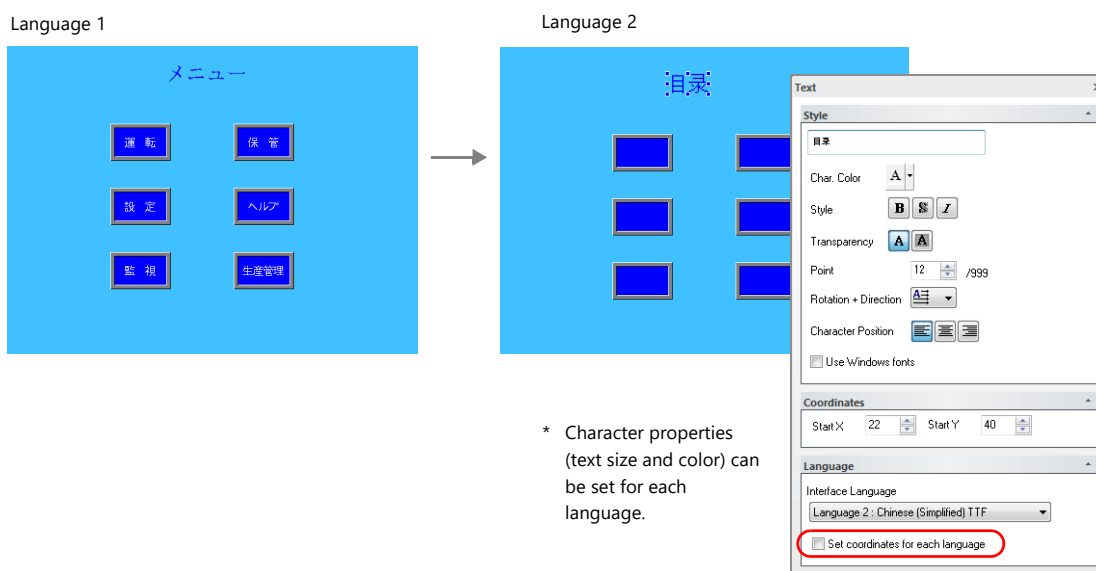 Language 1
Language 2
メニュー
運 転
保 管
設 定
ヘルプ
監 視
生産管理
目录
Text
Style
目录
Char. Color A
Style B S I
Transparency A A
Point 12 /999
Rotation + Direction A
Character Position
Use Windows fonts
Coordinates
Start X 22 Start Y 40
Language
Interface Language
Language 2 : Chinese (Simplified) TTF
Set coordinates for each language
* Character properties
(text size and color) can
be set for each
language.